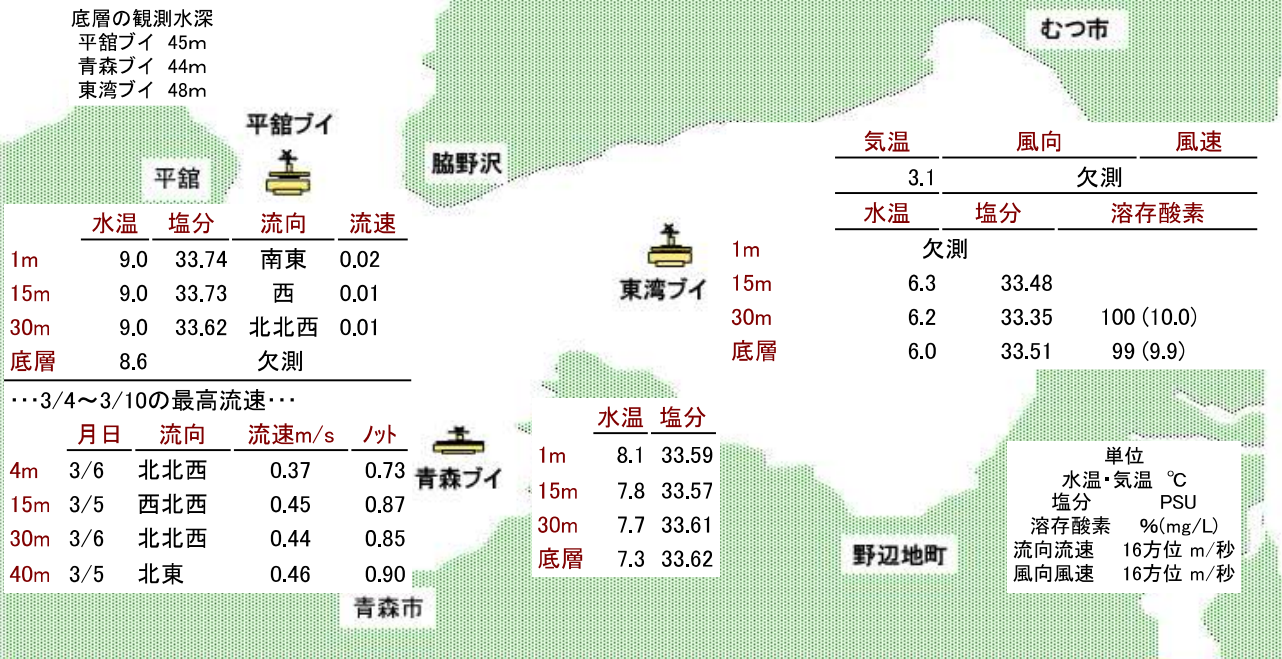 底層の観測水深
平舘ブイ 45m
青森ブイ 44m
東湾ブイ 48m
むつ市
平舘ブイ
平舘
脇野沢
水温 塩分 流向 流速
1m 9.0 33.74 南東 0.02
15m 9.0 33.73 西 0.01
30m 9.0 33.62 北北西 0.01
底層 8.6 欠測
…3/4～3/10の最高流速…
月日 流向 流速m/s ノット
4m 3/6 北北西 0.37 0.73
15m 3/5 西北西 0.45 0.87
30m 3/6 北北西 0.44 0.85
40m 3/5 北東 0.46 0.90
気温 風向 風速
3.1 欠測
水温 塩分 溶存酸素
1m 欠測
15m 6.3 33.48
30m 6.2 33.35 100 (10.0)
底層 6.0 33.51 99 (9.9)
東湾ブイ
青森ブイ
水温 塩分
1m 8.1 33.59
15m 7.8 33.57
30m 7.7 33.61
底層 7.3 33.62
青森市
野辺地町
単位
水温・気温 ℃
塩分 PSU
溶存酸素 %(mg/L)
流向流速 16方位 m/秒
風向風速 16方位 m/秒